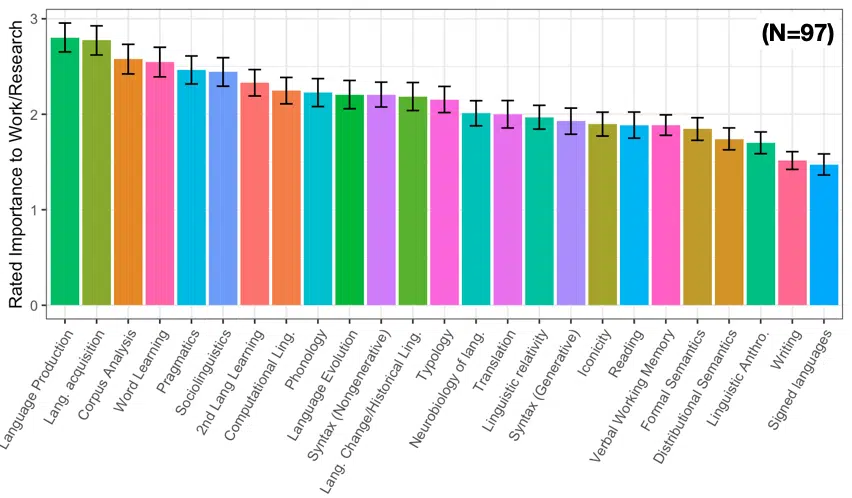 (N=97)
Rated Importance to Work/Research
3
2
1
0
Language Production
Lang. acquisition
Corpus Analysis
Word Learning
Pragmatics
Sociolinguistics
2nd Lang Learning
Computational Ling.
Phonology
Language Evolution
Syntax (Nongenerative)
Lang. Change/Historical Ling.
Typology
Neurobiology of lang.
Translation
Linguistic relativity
Syntax (Generative)
Iconicity
Reading
Verbal Working Memory
Formal Semantics
Distributional Semantics
Linguistic Anthro.
Writing
Signed languages